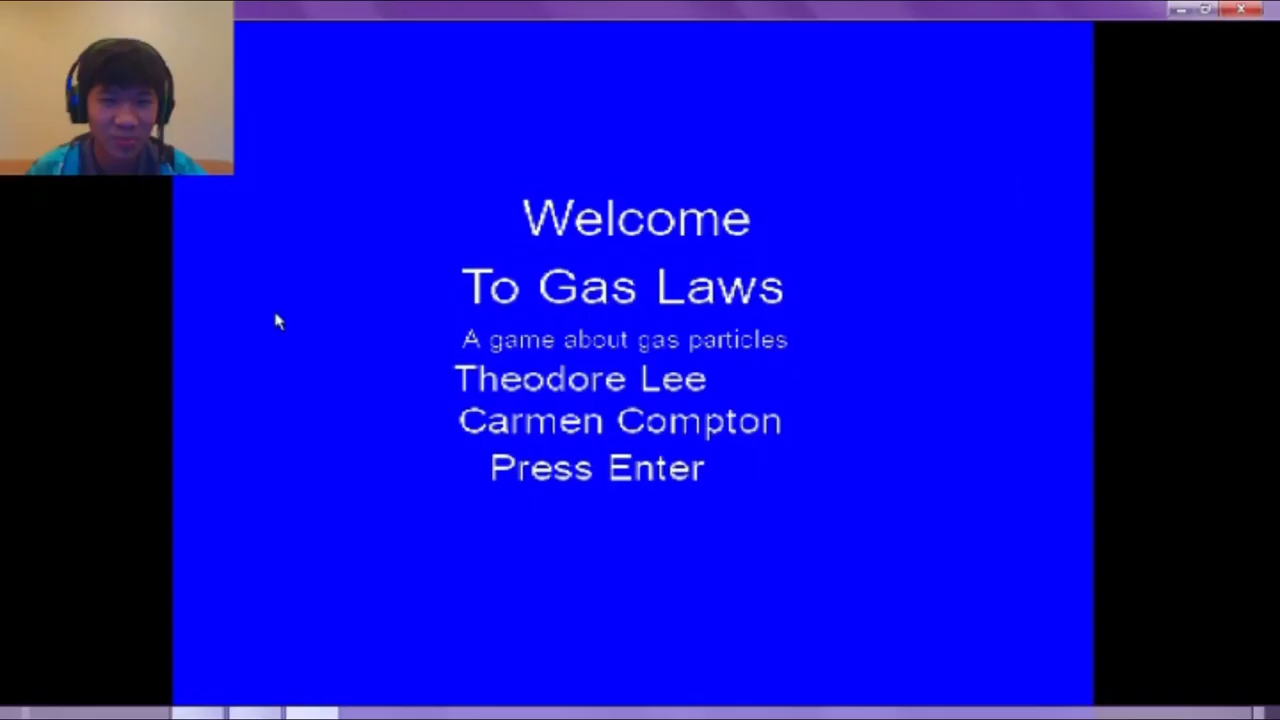 Welcome
To Gas Laws
A game about gas particles
Theodore Lee
Carmen Compton
Press Enter